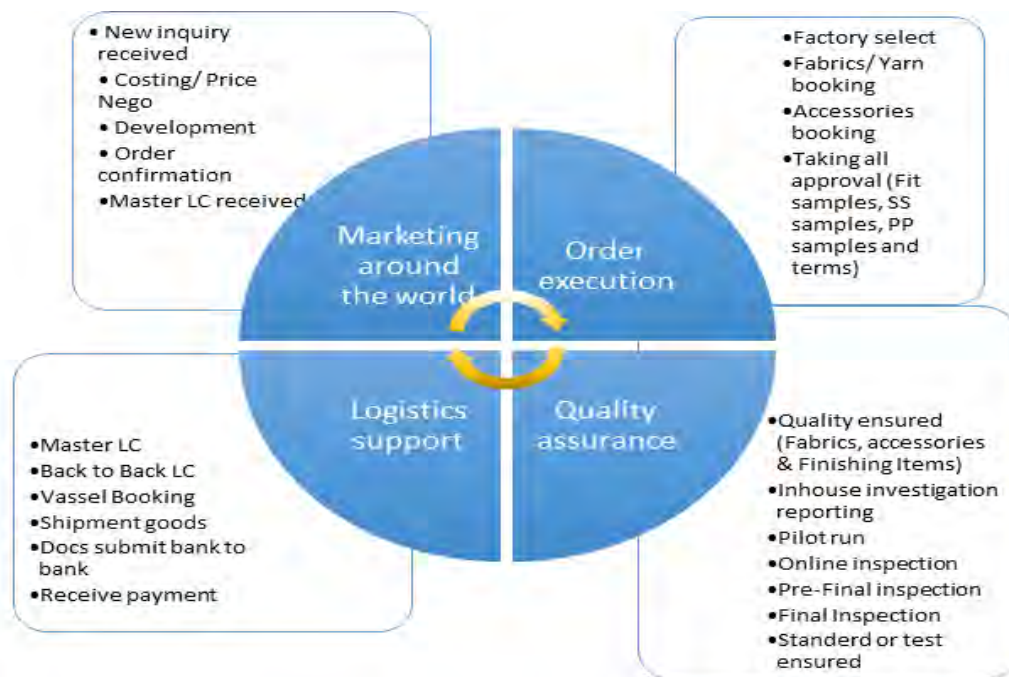 • New inquiry
received
• Costing/ Price
Nego
• Development
• Order
confirmation
•Master LC received
•Factory select
•Fabrics/ Yarn
booking
•Accessories
booking
•Taking all
approval (Fit
samples, SS
samples, PP
samples and
terms)
Marketing
around
the world
Order
execution
Logistics
support
Quality
assurance
•Master LC
•Back to Back LC
•Vassel Booking
•Shipment goods
•Docs submit bank to
bank
•Receive payment
•Quality ensured
(Fabrics, accessories
& Finishing Items)
•Inhouse investigation
reporting
•Pilot run
•Online inspection
•Pre-Final inspection
•Final Inspection
•Standerd or test
ensured